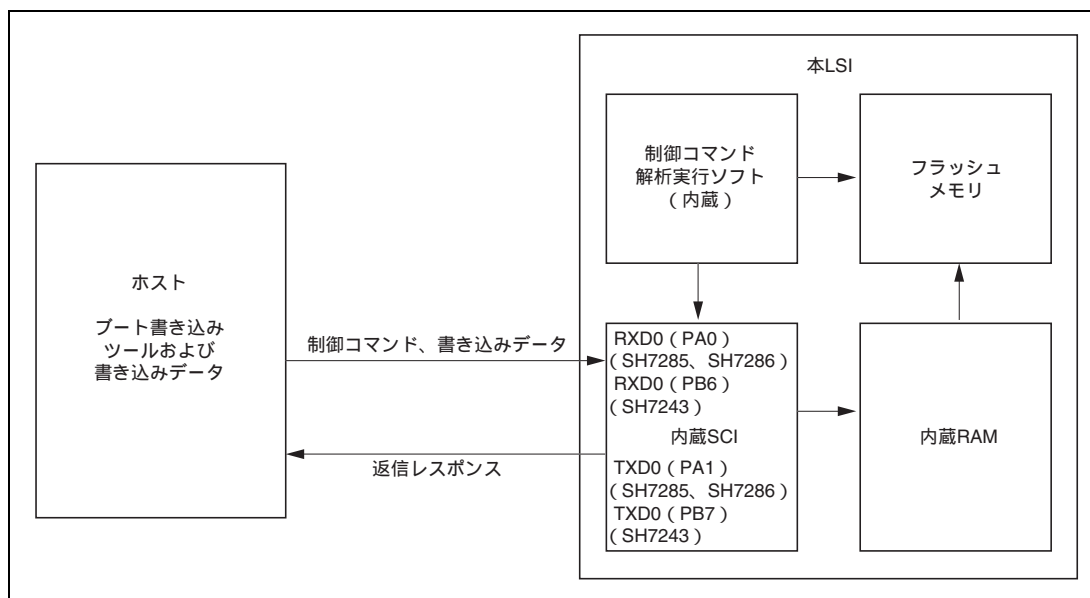 本LSI
制御コマンド
解析実行ソフト
（内蔵）
フラッシュ
メモリ
ホスト
ブート書き込み
ツールおよび
書き込みデータ
制御コマンド、書き込みデータ
返信レスポンス
RXD0（PA0）
（SH7285、SH7286）
RXD0（PB6）
（SH7243）
内蔵SCI
TXD0（PA1）
（SH7285、SH7286）
TXD0（PB7）
（SH7243）
内蔵RAM